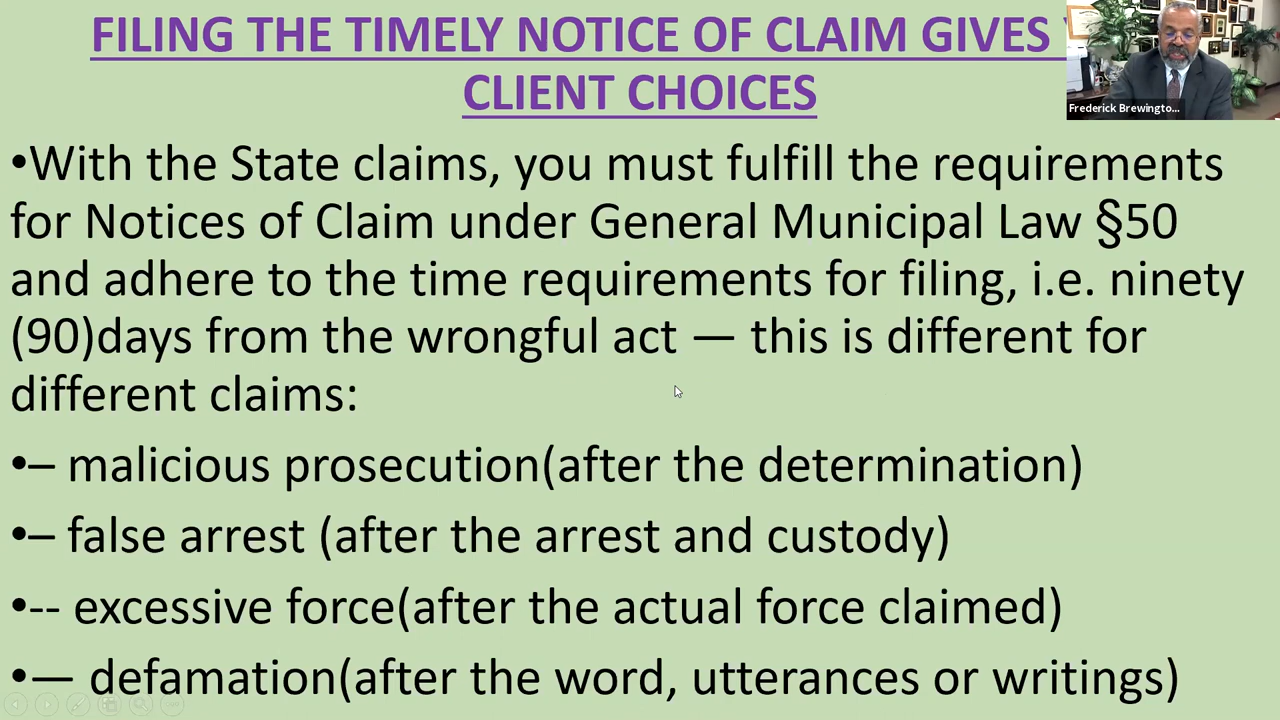 FILING THE TIMELY NOTICE OF CLAIM GIVES
CLIENT CHOICES
Frederick Brewingto...
•With the State claims, you must fulfill the requirements
for Notices of Claim under General Municipal Law §50
and adhere to the time requirements for filing, i.e. ninety
(90)days from the wrongful act — this is different for
different claims:
•– malicious prosecution(after the determination)
•– false arrest (after the arrest and custody)
•-- excessive force(after the actual force claimed)
•— defamation(after the word, utterances or writings)